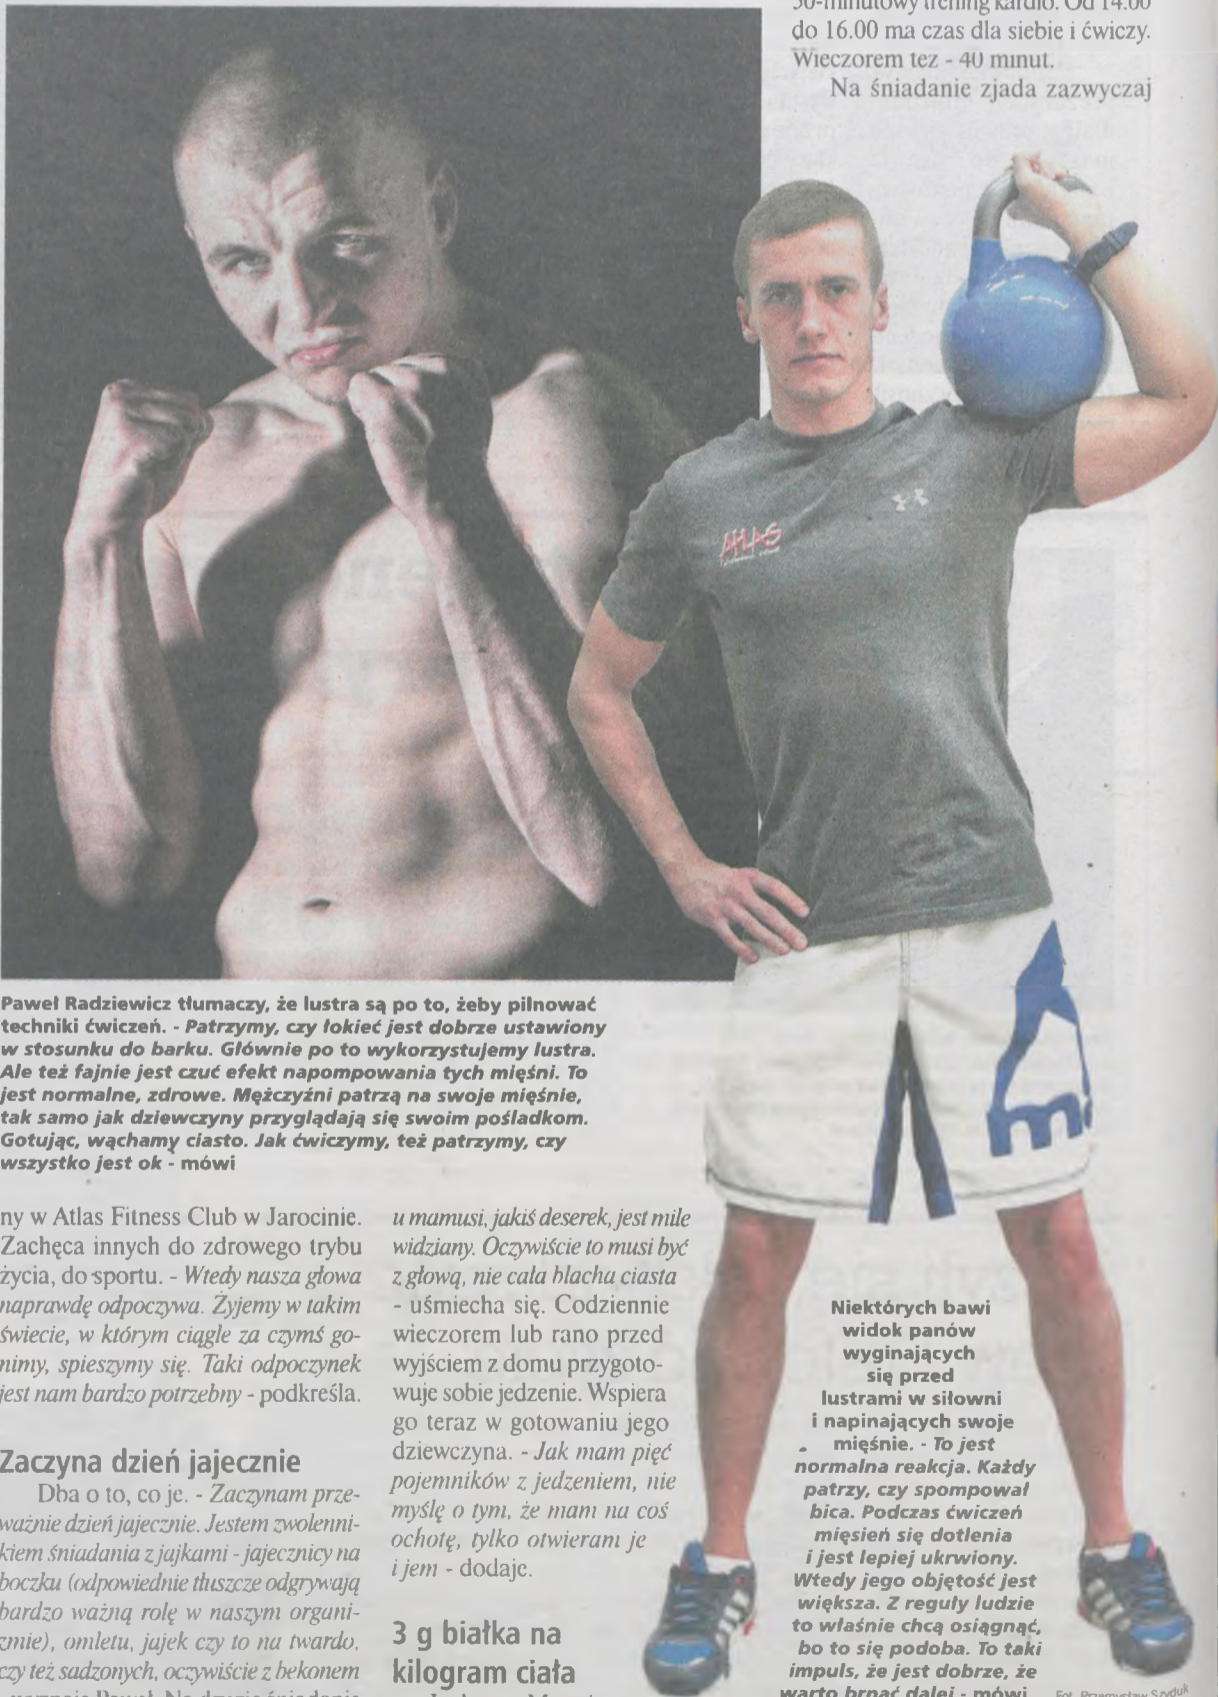 50-minutowy trening kardio. Od 14.00
do 16.00 ma czas dla siebie i ćwiczy.
Wieczorem tez - 40 minut.
Na śniadanie zjada zazwyczaj
ATLAS
Paweł Radziewicz tłumaczy, że lustra są po to, żeby pilnować
techniki ćwiczeń. - Patrzymy, czy łokieć jest dobrze ustawiony
w stosunku do barku. Głównie po to wykorzystujemy lustra.
Ale też fajnie jest czuć efekt napompowania tych mięśni. To
jest normalne, zdrowe. Mężczyźni patrzą na swoje mięśnie,
tak samo jak dziewczyny przyglądają się swoim pośladkom.
Gotując, wąchamy ciasto. Jak ćwiczymy, też patrzymy, czy
wszystko jest ok - mówi
ny w Atlas Fitness Club w Jarocinie.
Zachęca innych do zdrowego trybu
życia, do sportu. - Wtedy nasza głowa
naprawdę odpoczywa. Żyjemy w takim
świecie, w którym ciągle za czymś go-
nimy, spieszymy się. Taki odpoczynek
jest nam bardzo potrzebny - podkreśla.
Zaczyna dzień jajecznie
Dba o to, co je. - Zaczynam prze-
ważnie dzień jajecznie. Jestem zwolenni-
kiem śniadania z jajkami - jajecznicy na
boczku (odpowiednie tłuszcze odgrywają
bardzo ważną rolę w naszym organi-
zmie), omletu, jajek czy to na twardo,
czy też sadzonych, oczywiście z bekonem
u mamusi, jakiś deserek, jest mile
widziany. Oczywiście to musi być
z głową, nie cała blacha ciasta
- uśmiecha się. Codziennie
wieczorem lub rano przed
wyjściem z domu przygoto-
wuje sobie jedzenie. Wspiera
go teraz w gotowaniu jego
dziewczyna. - Jak mam pięć
pojemników z jedzeniem, nie
myślę o tym, że mam na coś
ochotę, tylko otwieram je
i jem - dodaje.
3 g białka na
kilogram ciała
Niektórych bawi
widok panów
wyginających
się przed
lustrami w siłowni
i napinających swoje
mięśnie. - To jest
normalna reakcja. Każdy
patrzy, czy spompował
bica. Podczas ćwiczeń
mięsień się dotlenia
i jest lepiej ukrwiony.
Wtedy jego objętość jest
większa. Z reguły ludzie
to właśnie chcą osiągnąć,
bo to się podoba. To taki
impuls, że jest dobrze, że
warto brnąć dalej - mówi
Fot. Przemysław Szyduk